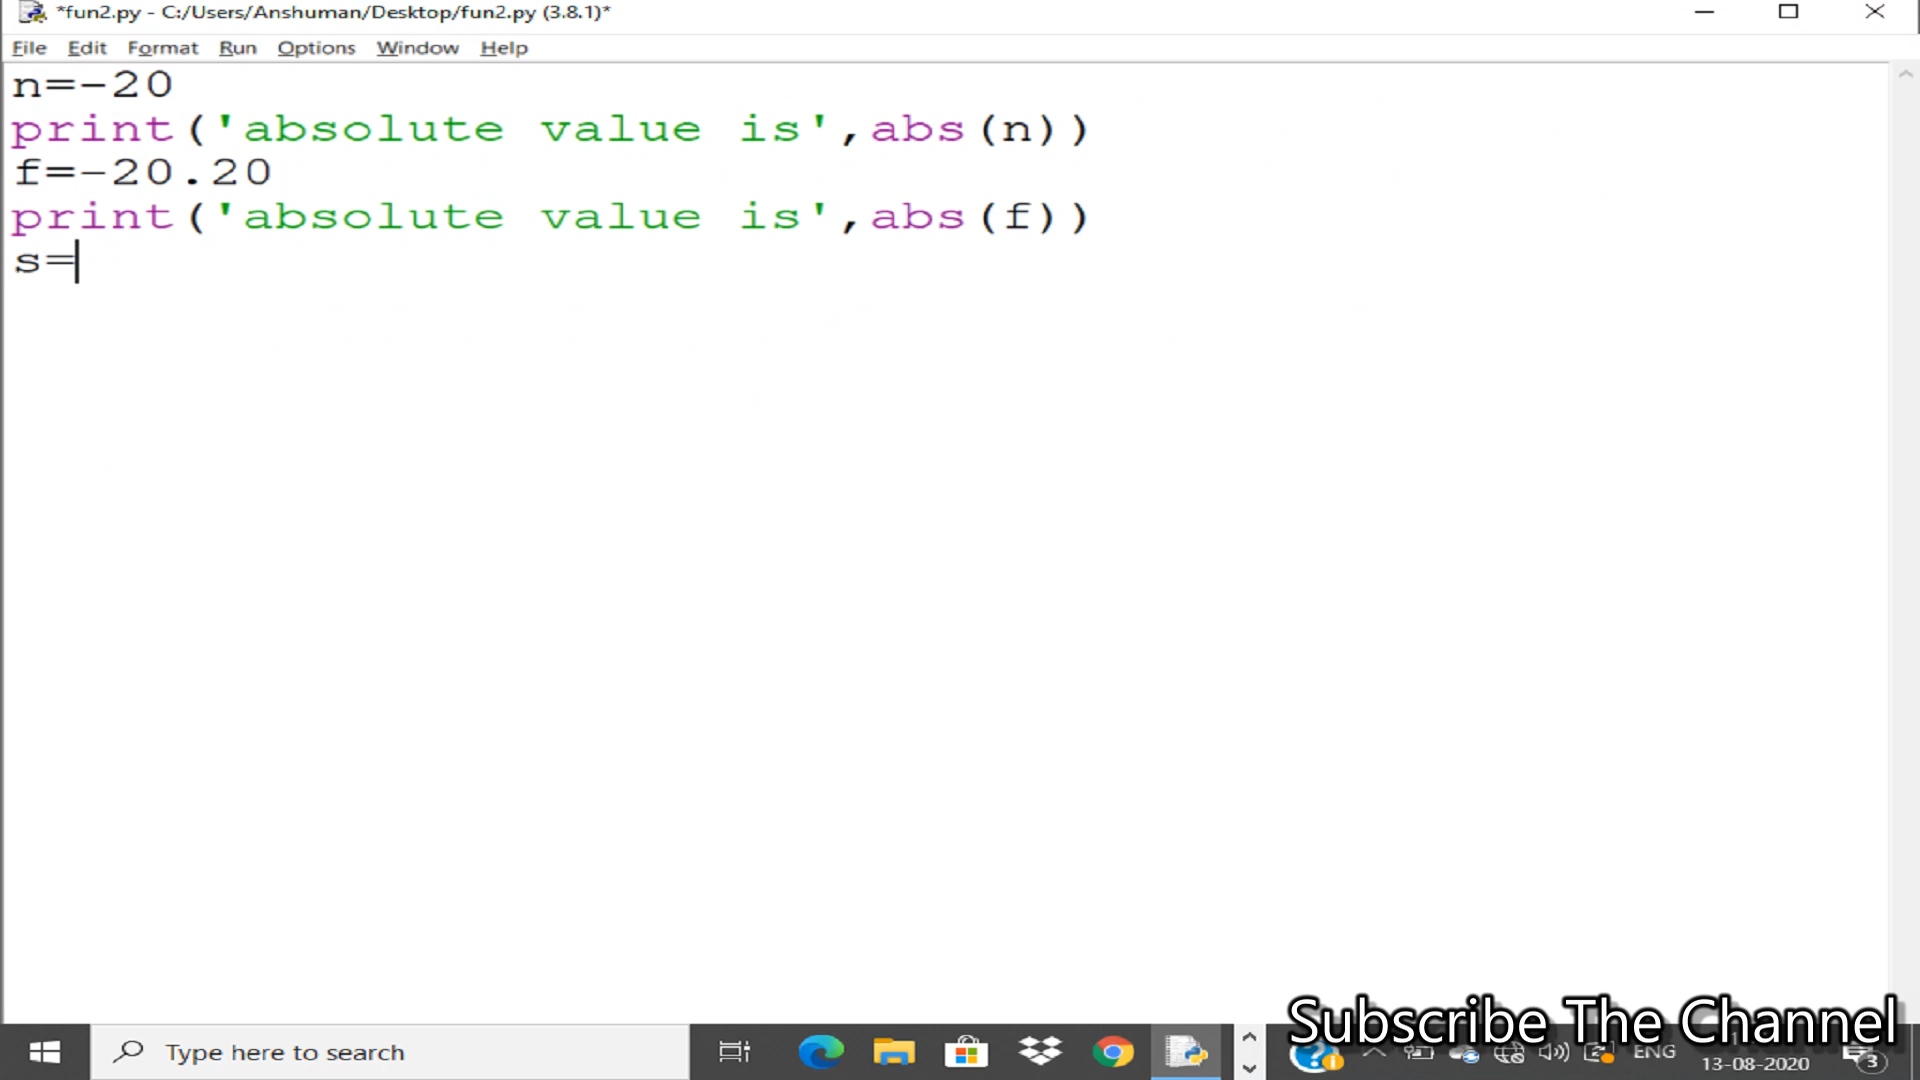 *fun2.py - C:/Users/Anshuman/Desktop/fun2.py (3.8.1)*
File Edit Format Run Options Window Help
n=-20
print('absolute value is',abs(n))
f=-20.20
print('absolute value is',abs(f))
s=
Subscribe The Channel
Type here to search
ENG
13-08-2020
3